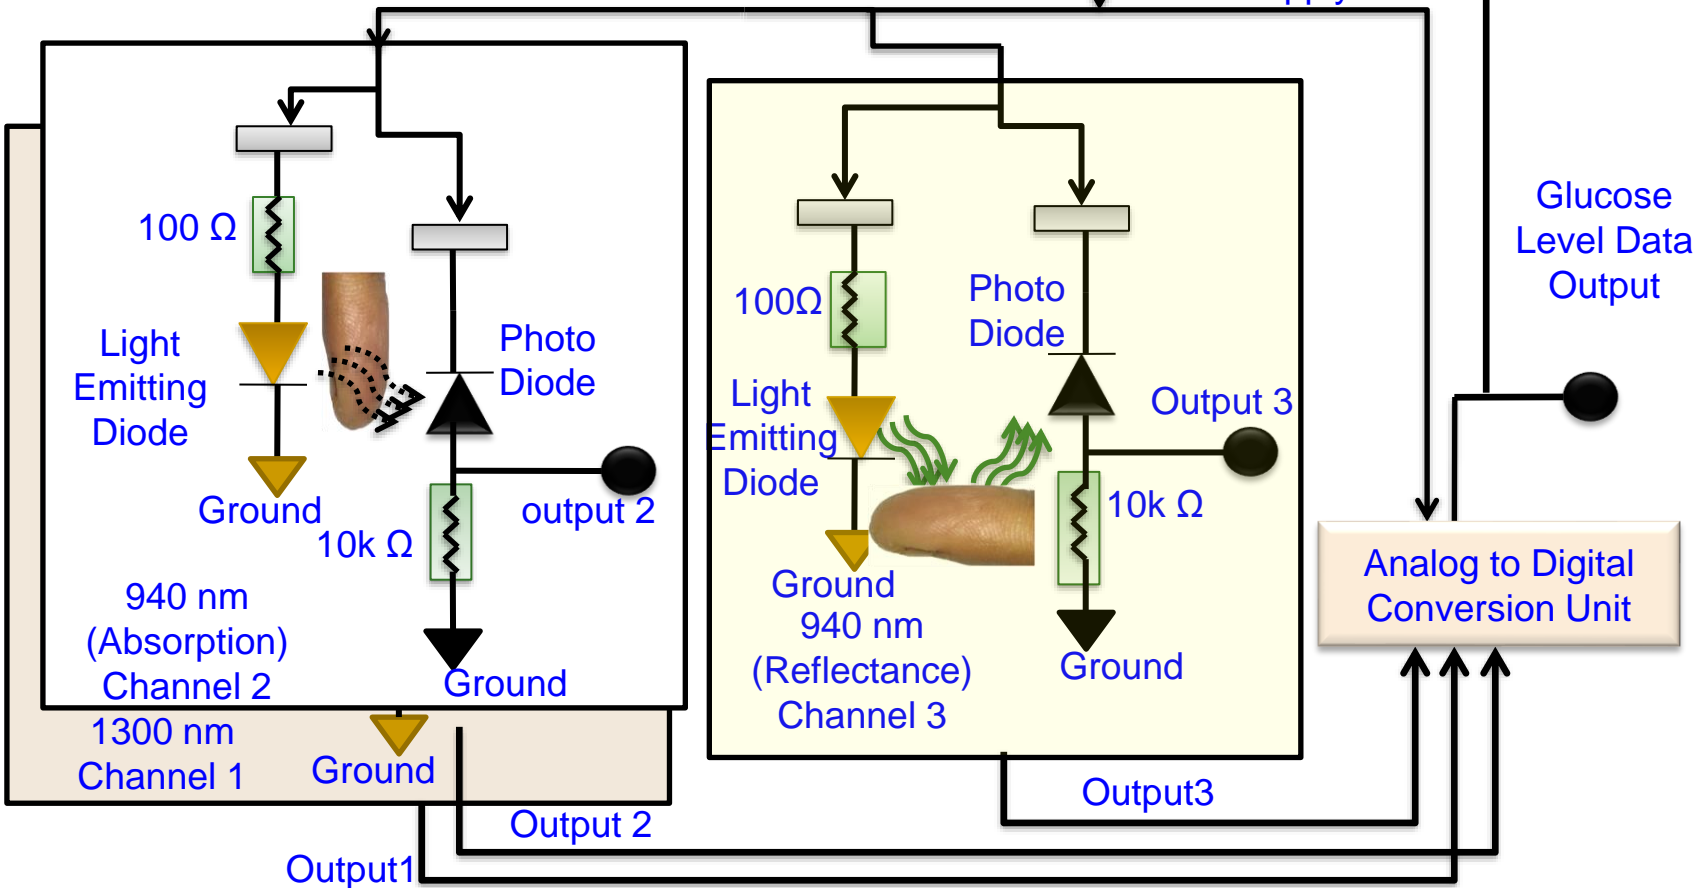 100 Ω
Light
Emitting
Diode
Ground
Photo
Diode
output 2
10k Ω
Ground
940 nm
(Absorption)
Channel 2
1300 nm
Channel 1
Ground
Output 2
Output1
100Ω
Light
Emitting
Diode
Ground
Photo
Diode
Output 3
10k Ω
Ground
940 nm
(Reflectance)
Channel 3
Output3
Glucose
Level Data
Output
Analog to Digital
Conversion Unit